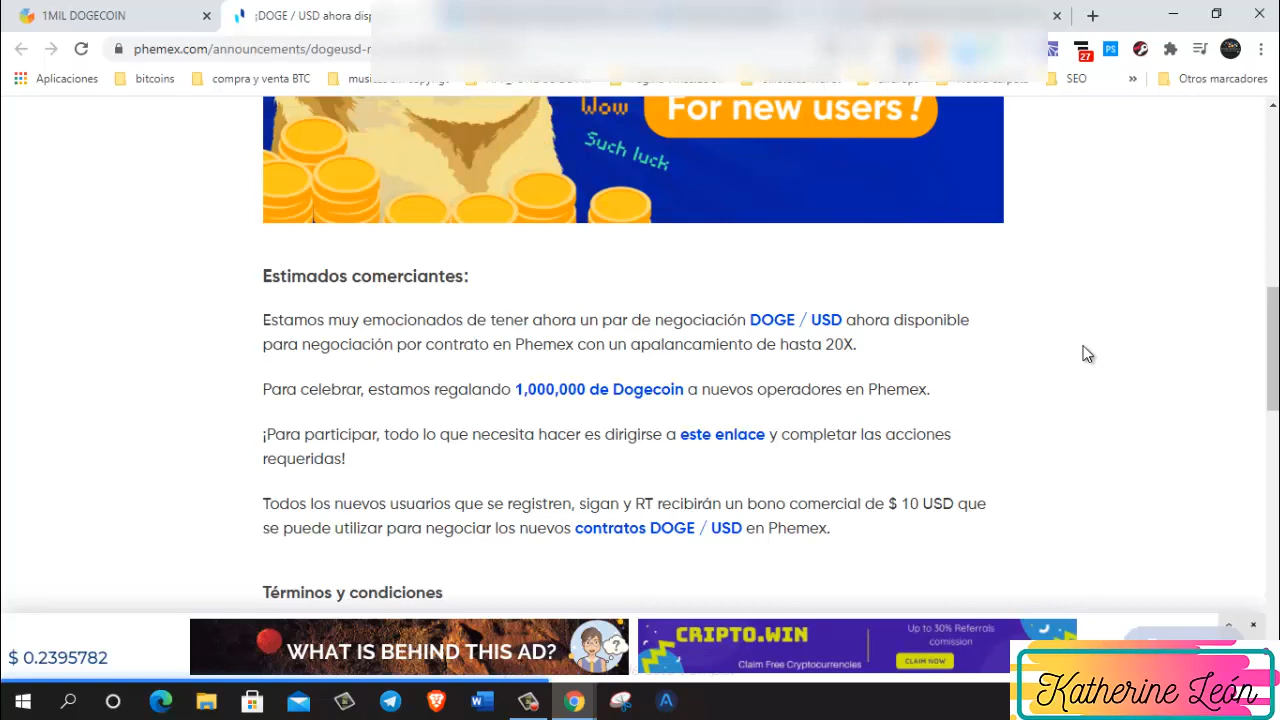 1MIL DOGECOIN
¡DOGE / USD ahora disp
phemex.com/announcements/dogeusd-n
27
PS
Aplicaciones
bitcoins
compra y venta BTC
SEO
»
Otros marcadores
Wow
For new users!
Such luck
Estimados comerciantes:
Estamos muy emocionados de tener ahora un par de negociación DOGE / USD ahora disponible
para negociación por contrato en Phemex con un apalancamiento de hasta 20X.
Para celebrar, estamos regalando 1,000,000 de Dogecoin a nuevos operadores en Phemex.
¡Para participar, todo lo que necesita hacer es dirigirse a este enlace y completar las acciones
requeridas!
Todos los nuevos usuarios que se registren, sigan y RT recibirán un bono comercial de $ 10 USD que
se puede utilizar para negociar los nuevos contratos DOGE / USD en Phemex.
Términos y condiciones
$ 0.2395782
WHAT IS BEHIND THIS AD?
CRIPTO.WIN
Claim Free Cryptocurrencies
Up to 30% Referrals
comission
CLAIM NOW
Katherine León